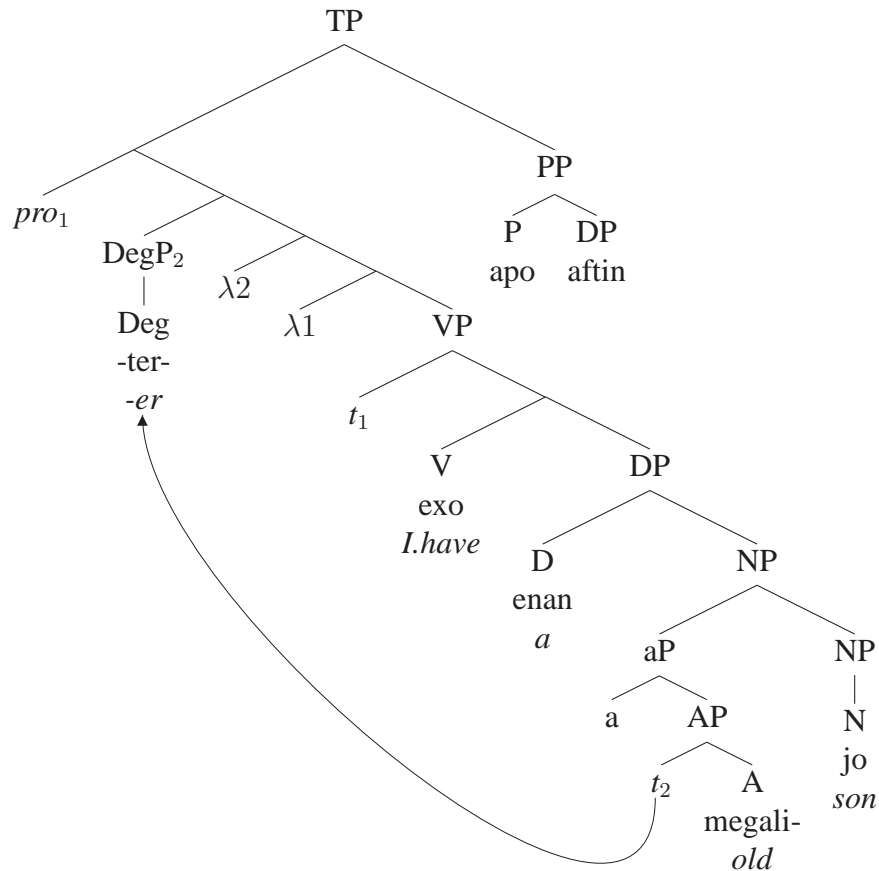 TP
PP
pro₁
P DP
DegP₂
apo aftin
λ2
Deg
λ1
VP
-ter-
-er
t₁
V DP
exo
I.have
D NP
enan
a
aP NP
a AP N
jo
t₂ A
son
megali-
old